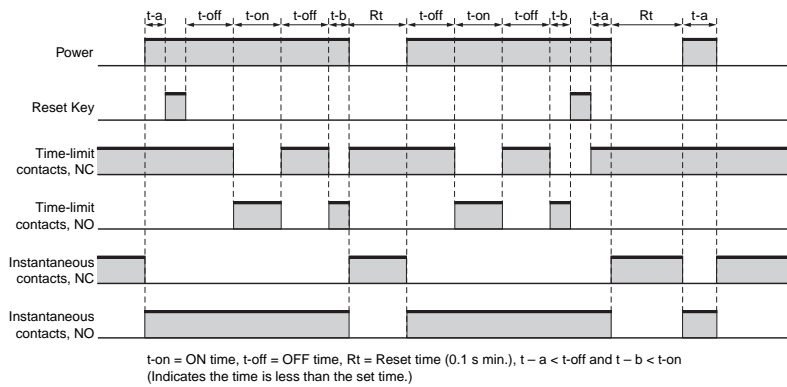 t-a t-off t-on t-off t-b Rt t-off t-on t-off t-b t-a Rt t-a
Power
Reset Key
Time-limit
contacts, NC
Time-limit
contacts, NO
Instantaneous
contacts, NC
Instantaneous
contacts, NO
t-on = ON time, t-off = OFF time, Rt = Reset time (0.1 s min.), t – a < t-off and t – b < t-on
(Indicates the time is less than the set time.)